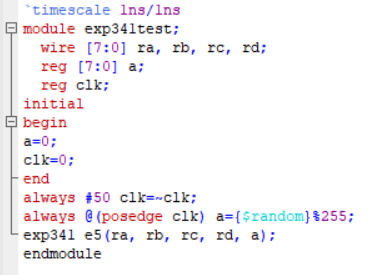 `timescale 1ns/1ns
module exp341test;
wire [7:0] ra, rb, rc, rd;
reg [7:0] a;
reg clk;
initial
begin
a=0;
clk=0;
end
always #50 clk=~clk;
always @(posedge clk) a={$random}%255;
exp341 e5(ra, rb, rc, rd, a);
endmodule